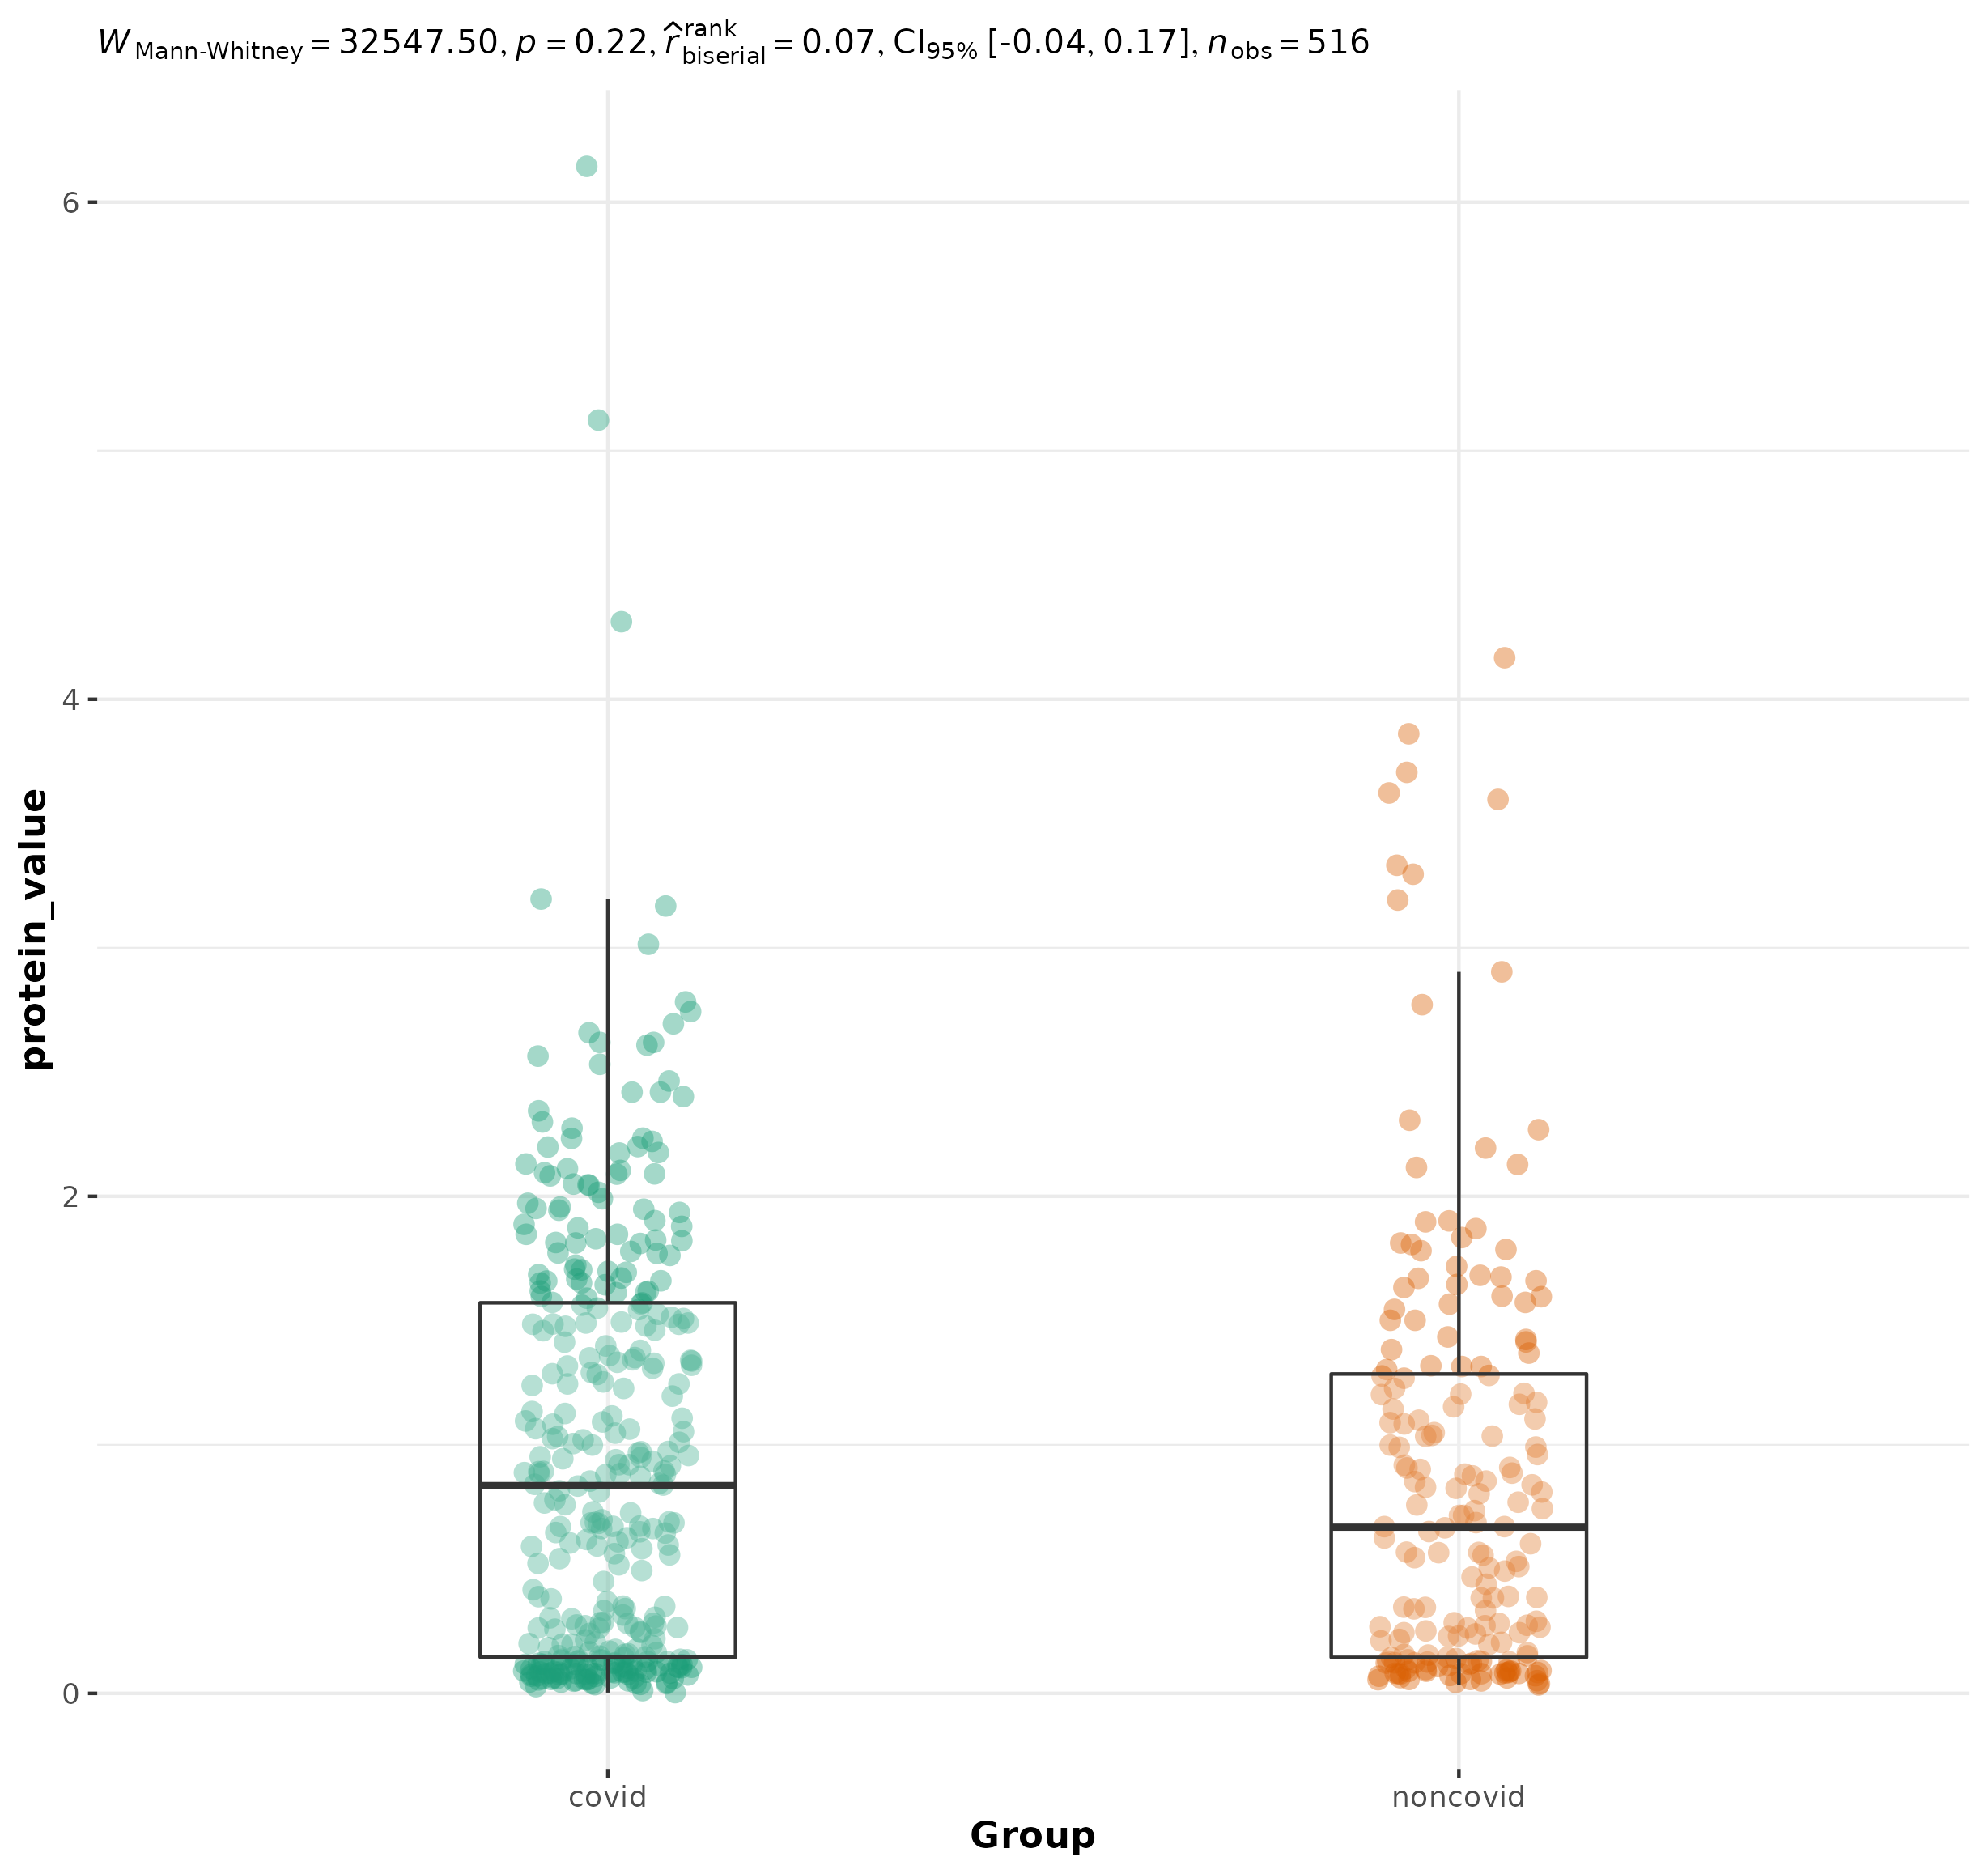 W Mann-Whitney = 32547.50, p = 0.22, r̂ rank biserial = 0.07, CI95% [-0.04, 0.17], n obs = 516
6
4
2
0
protein_value
covid noncovid
Group